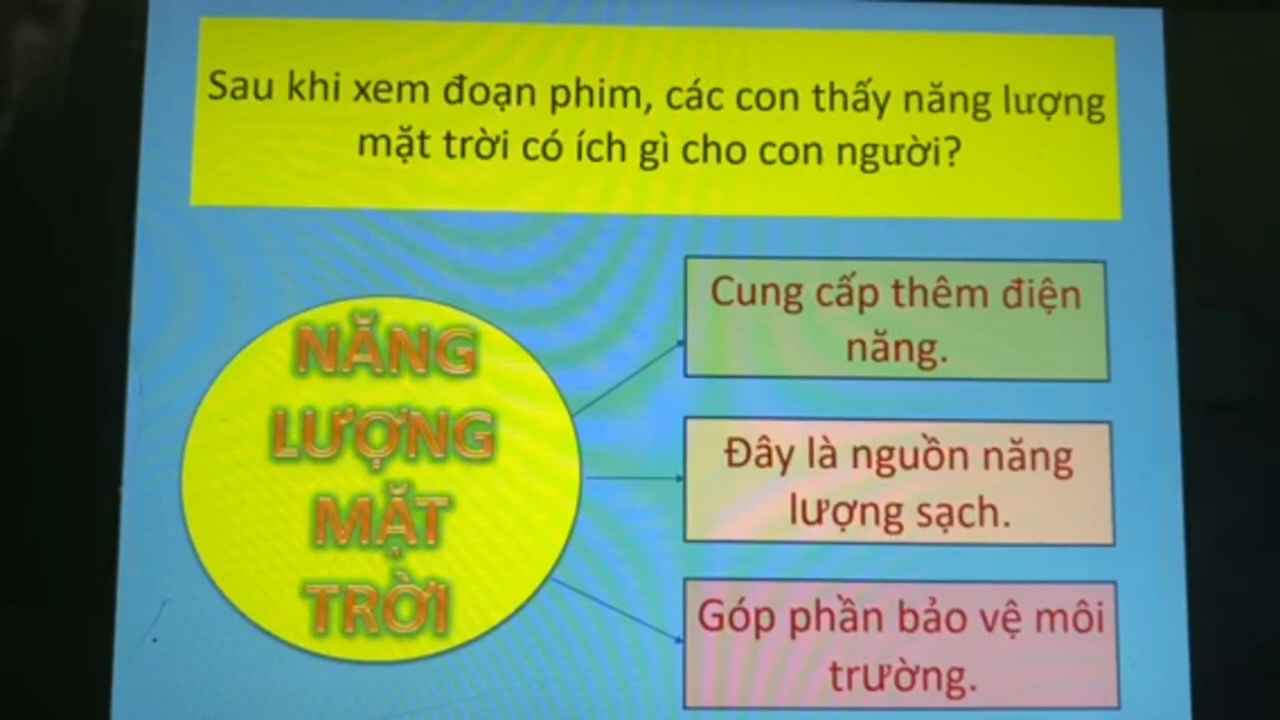 Sau khi xem đoạn phim, các con thấy năng lượng
mặt trời có ích gì cho con người?
NĂNG
LƯỢNG
MẶT
TRỜI
Cung cấp thêm điện
năng.
Đây là nguồn năng
lượng sạch.
Góp phần bảo vệ môi
trường.